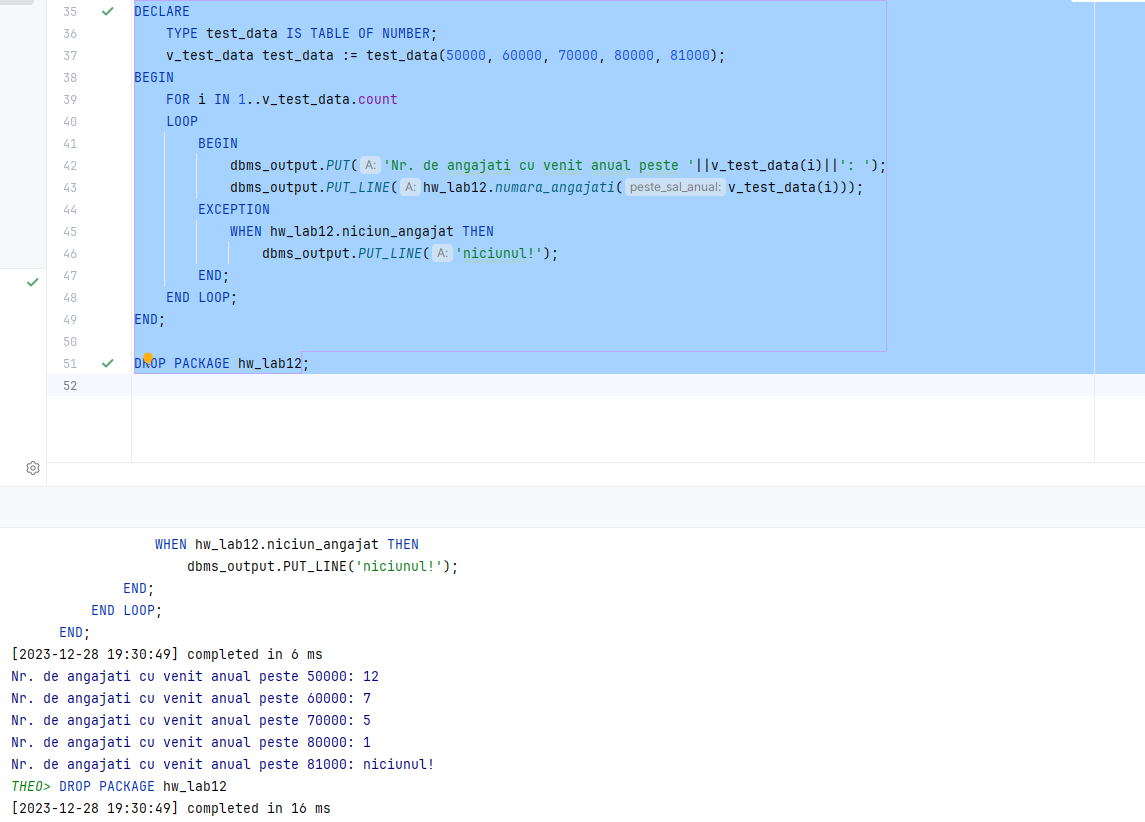 35 DECLARE
36     TYPE test_data IS TABLE OF NUMBER;
37     v_test_data test_data := test_data(50000, 60000, 70000, 80000, 81000);
38 BEGIN
39     FOR i IN 1..v_test_data.count
40     LOOP
41         BEGIN
42             dbms_output.PUT( A: 'Nr. de angajati cu venit anual peste '||v_test_data(i)||': ');
43             dbms_output.PUT_LINE( A: hw_lab12.numara_angajati( peste_sal_anual: v_test_data(i)));
44         EXCEPTION
45             WHEN hw_lab12.niciun_angajat THEN
46                 dbms_output.PUT_LINE( A: 'niciunul!');
47         END;
48     END LOOP;
49 END;
50
51 DROP PACKAGE hw_lab12;
52
WHEN hw_lab12.niciun_angajat THEN
dbms_output.PUT_LINE('niciunul!');
END;
END LOOP;
END;
[2023-12-28 19:30:49] completed in 6 ms
Nr. de angajati cu venit anual peste 50000: 12
Nr. de angajati cu venit anual peste 60000: 7
Nr. de angajati cu venit anual peste 70000: 5
Nr. de angajati cu venit anual peste 80000: 1
Nr. de angajati cu venit anual peste 81000: niciunul!
THEO> DROP PACKAGE hw_lab12
[2023-12-28 19:30:49] completed in 16 ms